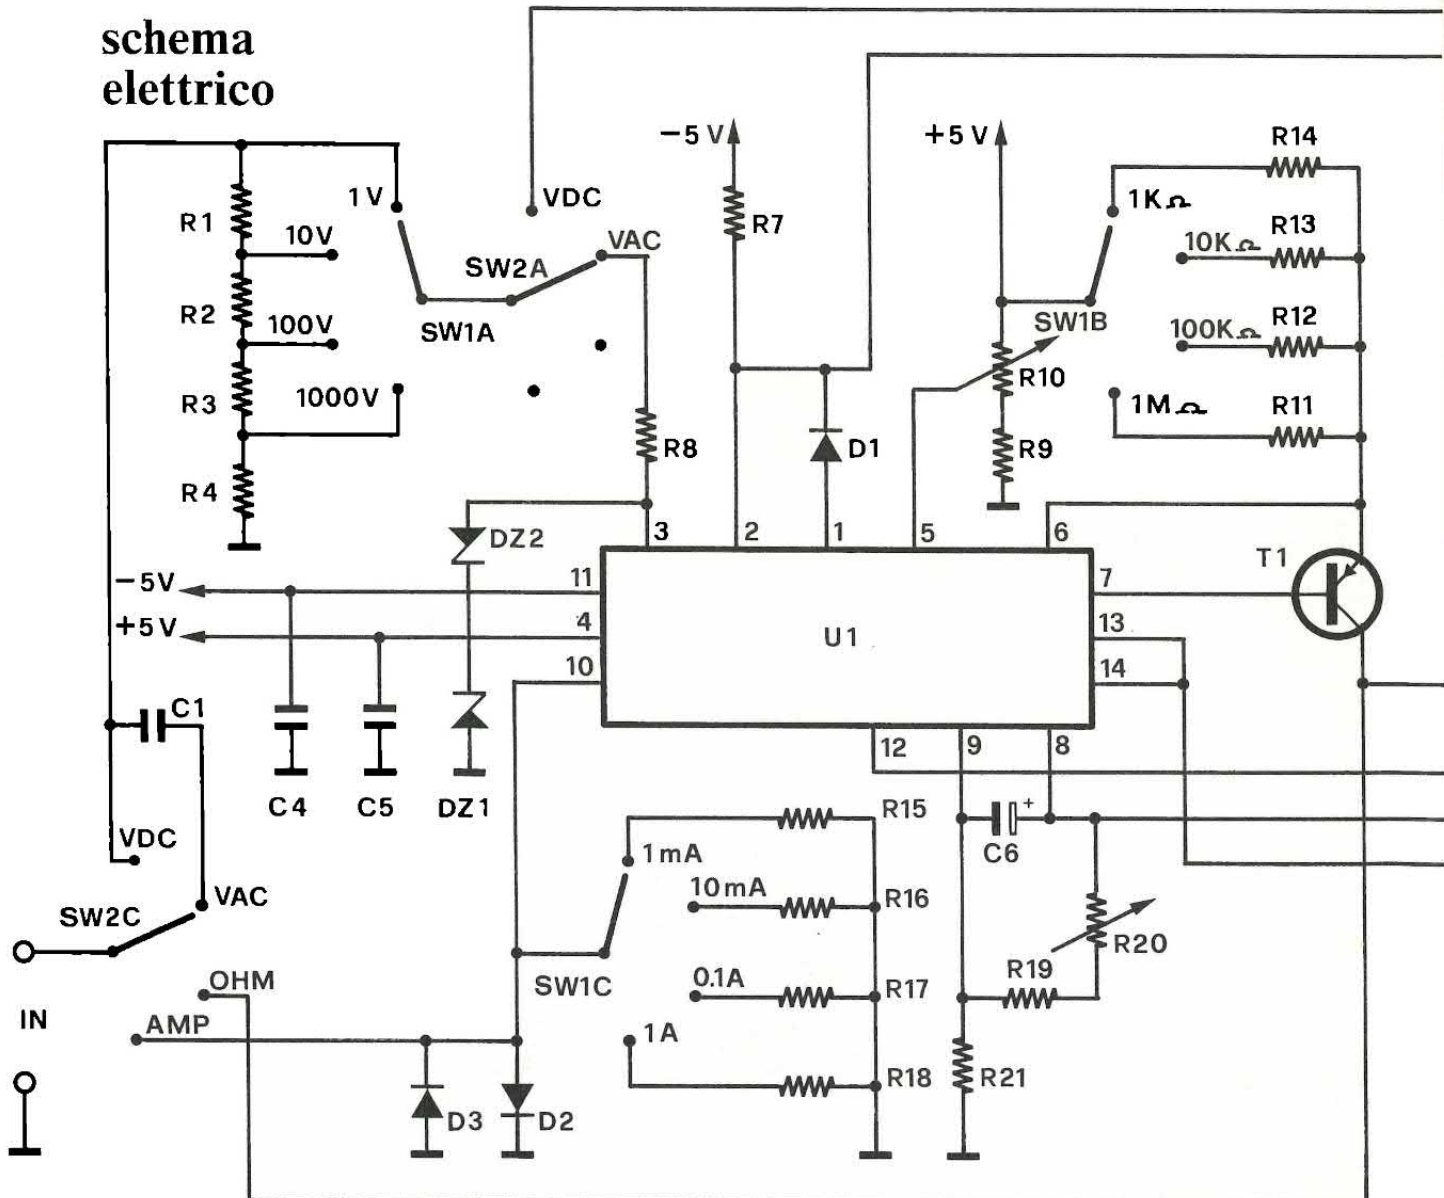 schema
elettrico
−5 V
+5 V
R14
1V
VDC
1KΩ
R1
10V
VAC
R7
10KΩ
R13
SW2A
R2
100V
SW1A
SW1B
100KΩ
R12
R10
R3
1000V
1MΩ
R11
R8
D1
R9
R4
DZ2
3
2
1
5
6
T1
−5V
11
7
+5V
4
U1
13
10
14
C1
12
9
8
C4
C5
DZ1
R15
+
VDC
1mA
C6
VAC
10mA
R16
SW2C
R20
OHM
SW1C
0.1A
R17
R19
IN
AMP
1A
R18
R21
D3
D2